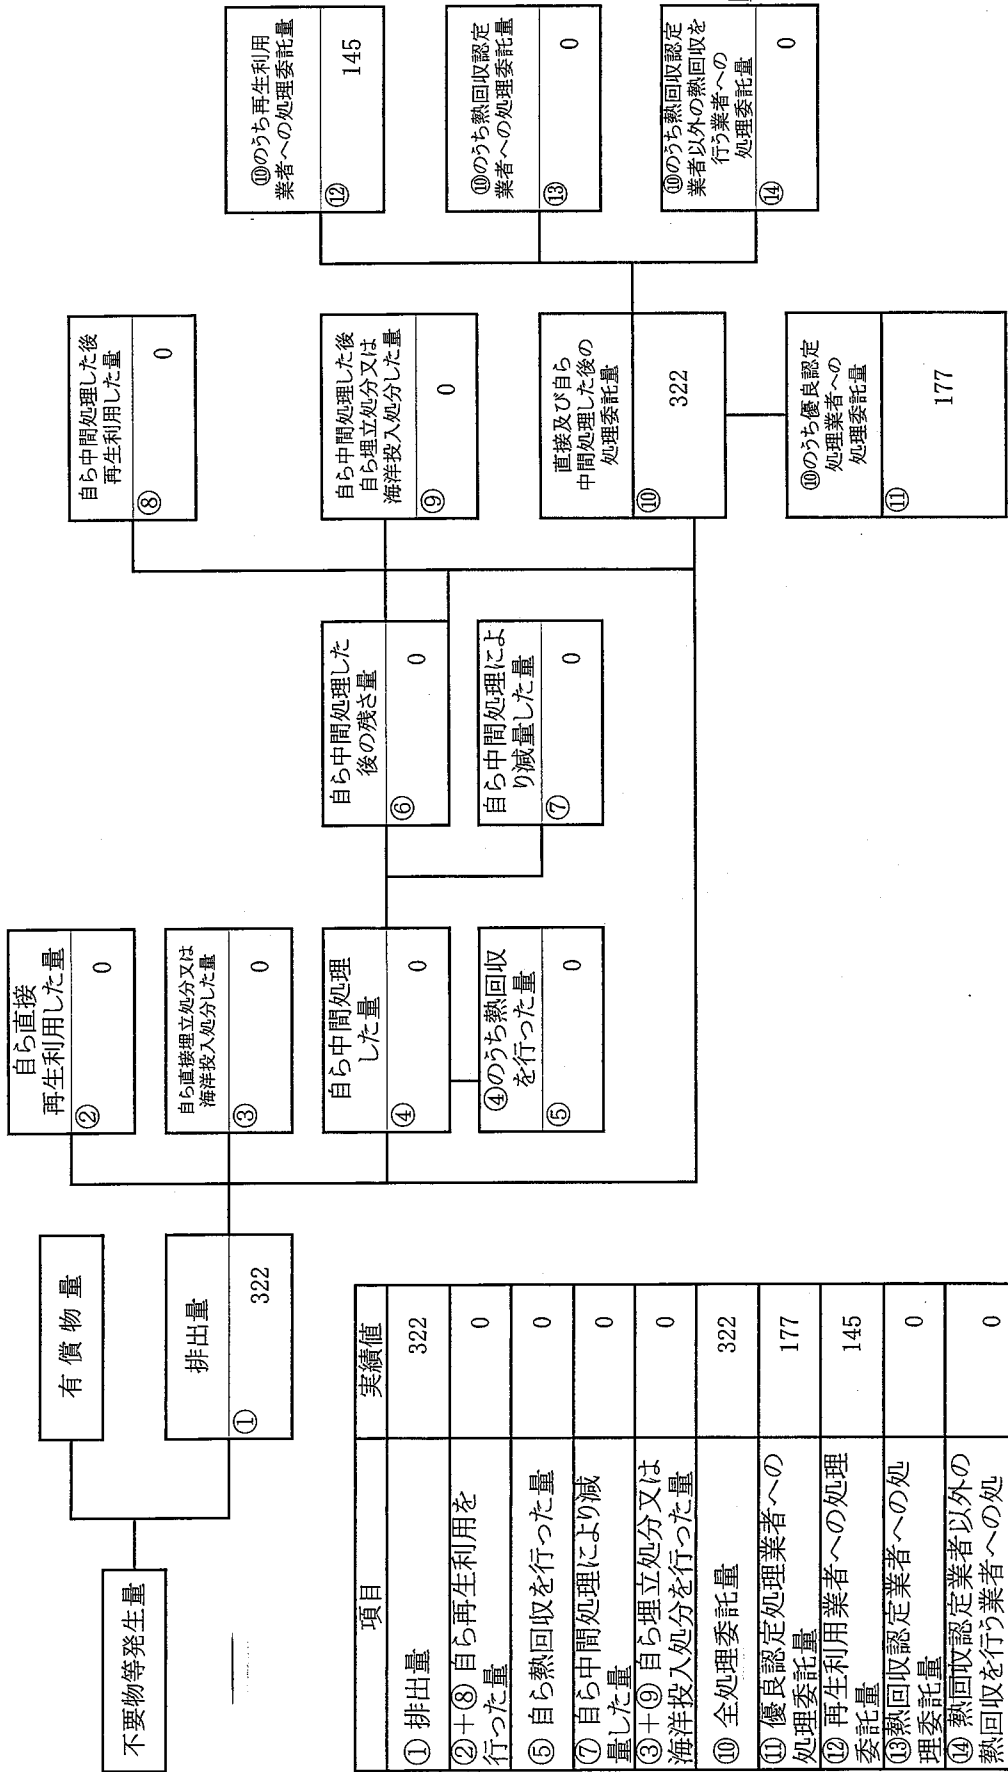 不要物等発生量
有償物量
排出量
①
322
自ら直接
再生利用した量
②
0
自ら直接埋立処分又は
海洋投入処分した量
③
0
自ら中間処理
した量
④
0
④のうち熱回収
を行った量
⑤
0
自ら中間処理した
後の残さ量
⑥
0
自ら中間処理によ
り減量した量
⑦
0
自ら中間処理した後
再生利用した量
⑧
0
自ら中間処理した後
自ら埋立処分又は
海洋投入処分した量
⑨
0
直接及び自ら
中間処理した後の
処理委託量
⑩
322
⑩のうち優良認定
処理業者への
処理委託量
⑪
177
⑩のうち再生利用
業者への処理委託量
⑫
145
⑩のうち熱回収認定
業者への処理委託量
⑬
0
⑩のうち熱回収認定
業者以外の熱回収を
行う業者への
処理委託量
⑭
0
項目 実績値
① 排出量 322
②+⑧ 自ら再生利用を
行った量 0
⑤ 自ら熱回収を行った量 0
⑦ 自ら中間処理により減
量した量 0
③+⑨ 自ら埋立処分又は
海洋投入処分を行った量 0
⑩ 全処理委託量 322
⑪ 優良認定処理業者への
処理委託量 177
⑫ 再生利用業者への処理
委託量 145
⑬熱回収認定業者への処
理委託量 0
⑭ 熱回収認定業者以外の
熱回収を行う業者への処 0